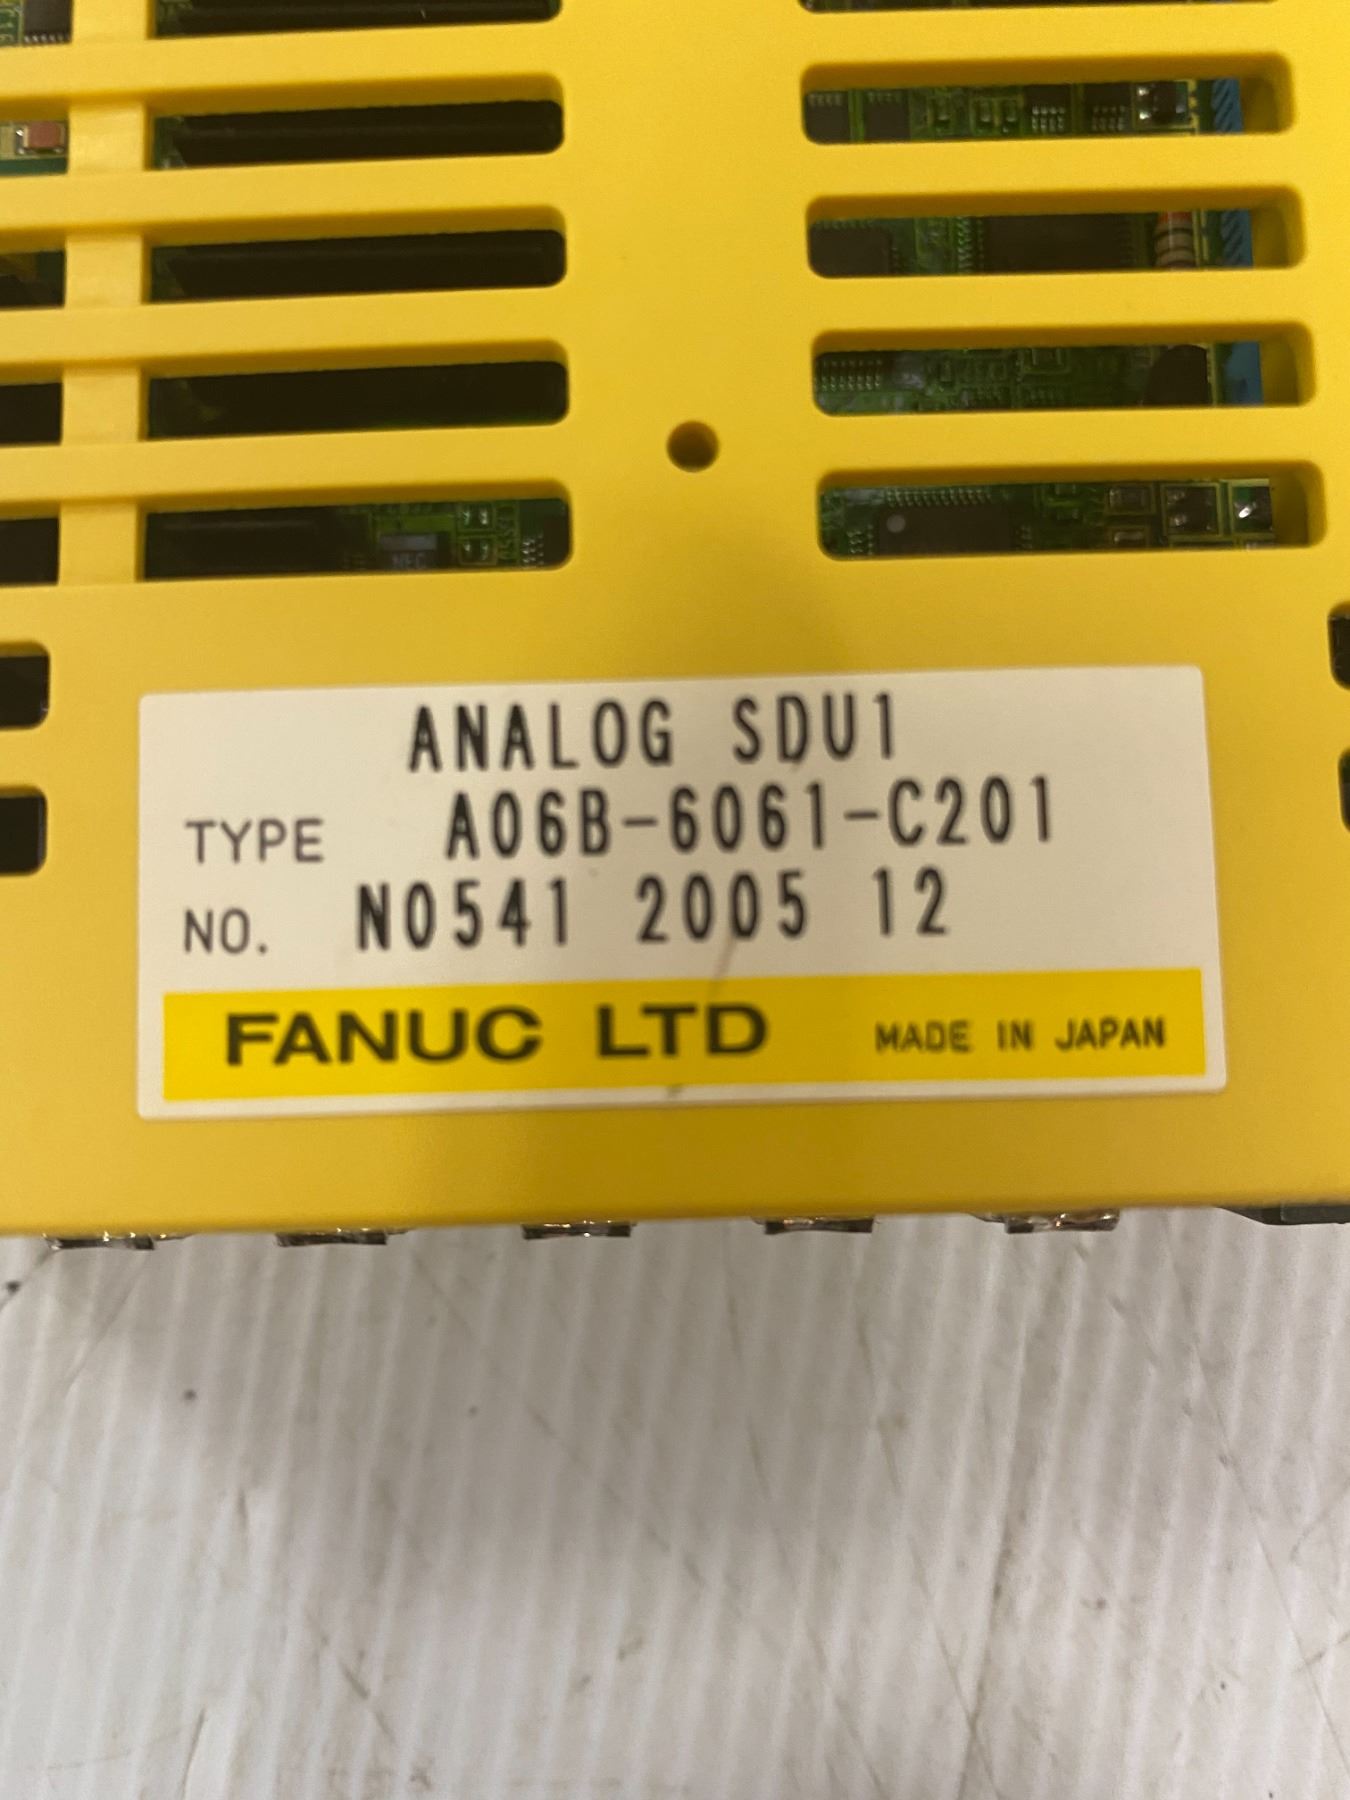 ANALOG SDU1
TYPE A06B-6061-C201
NO. N0541 2005 12
FANUC LTD MADE IN JAPAN